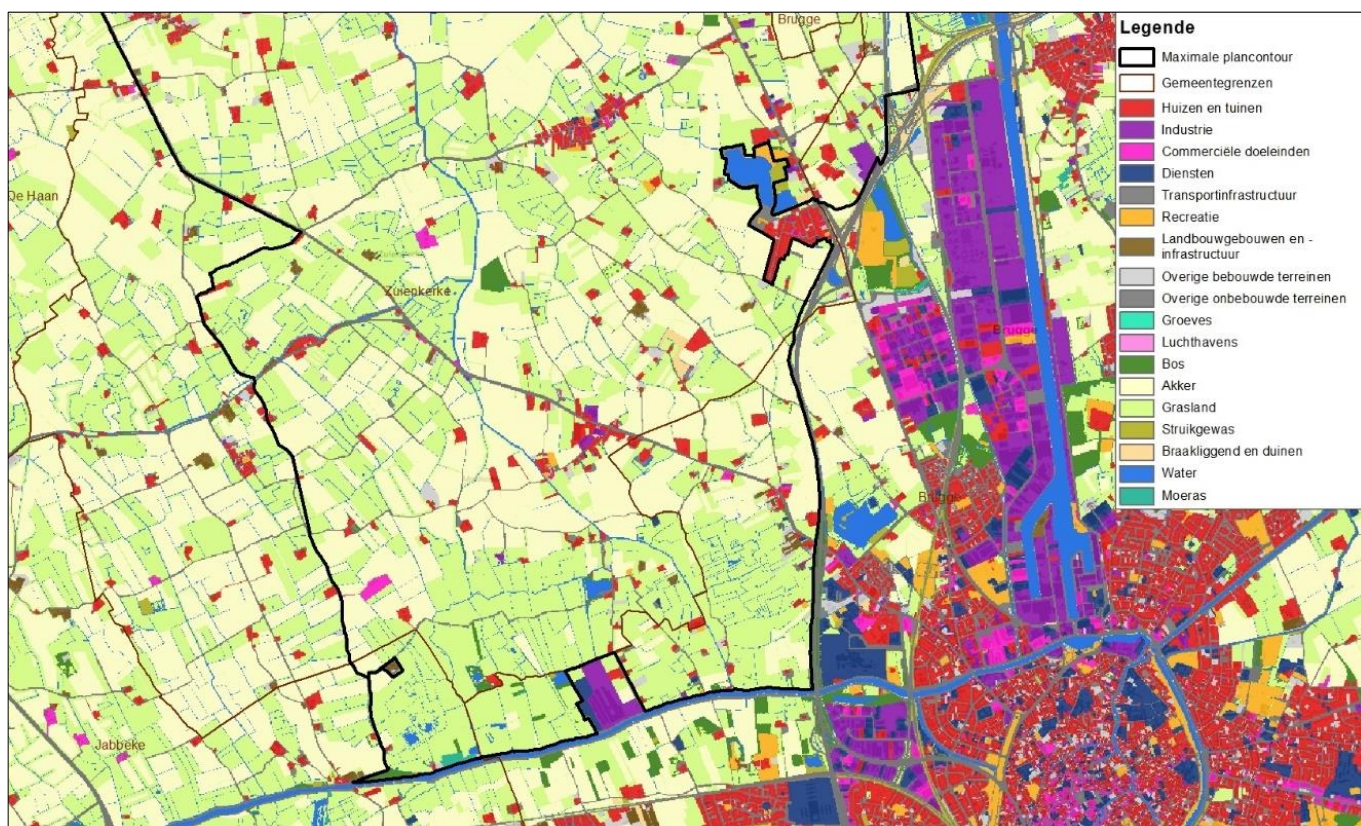 Brugge
De Haan
Zuienkerke
Brugge
Brugge
Jabbeke
Legende
Maximale plancontour
Gemeentegrenzen
Huizen en tuinen
Industrie
Commerciële doeleinden
Diensten
Transportinfrastructuur
Recreatie
Landbouwgebouwen en -
infrastructuur
Overige bebouwde terreinen
Overige onbebouwde terreinen
Groeves
Luchthavens
Bos
Akker
Grasland
Struikgewas
Braakliggend en duinen
Water
Moeras